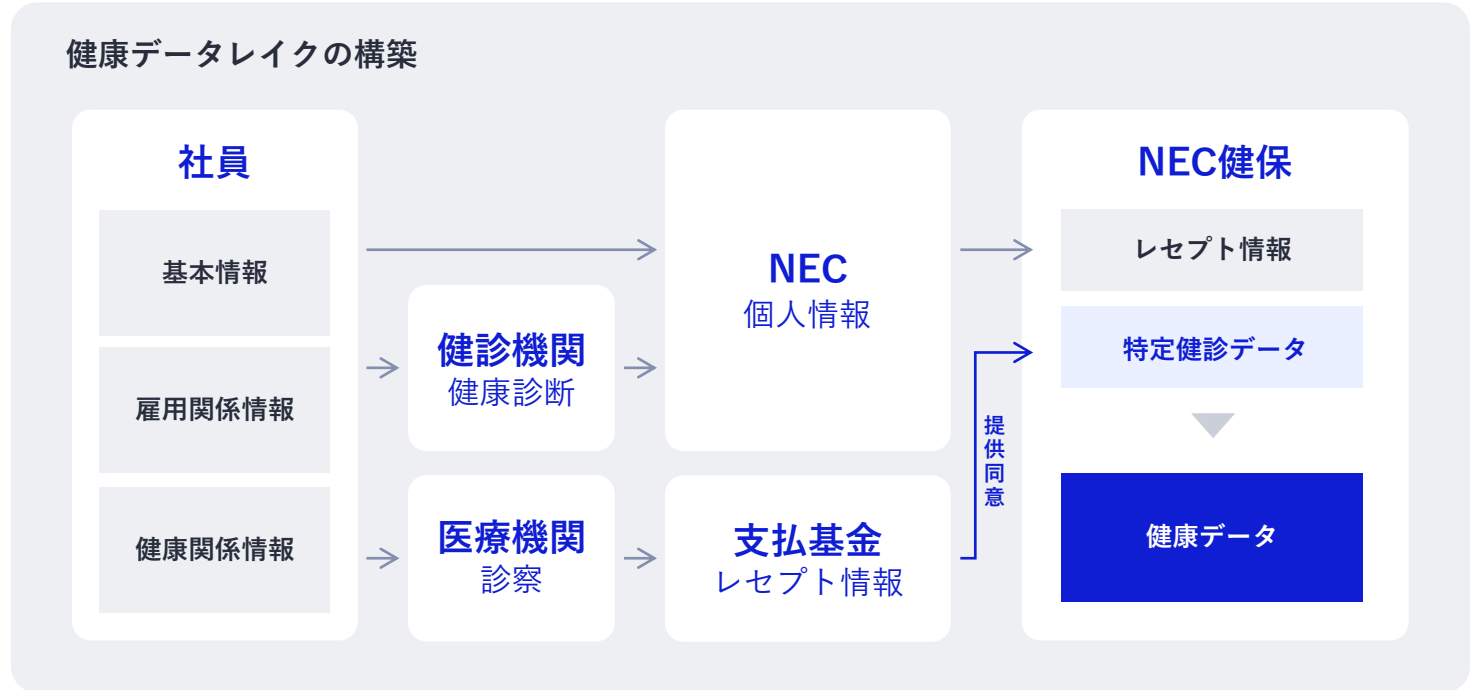 健康データレイクの構築
社員
基本情報
雇用関係情報
健康関係情報
健診機関
健康診断
医療機関
診察
NEC
個人情報
支払基金
レセプト情報
提供同意
NEC健保
レセプト情報
特定健診データ
健康データ